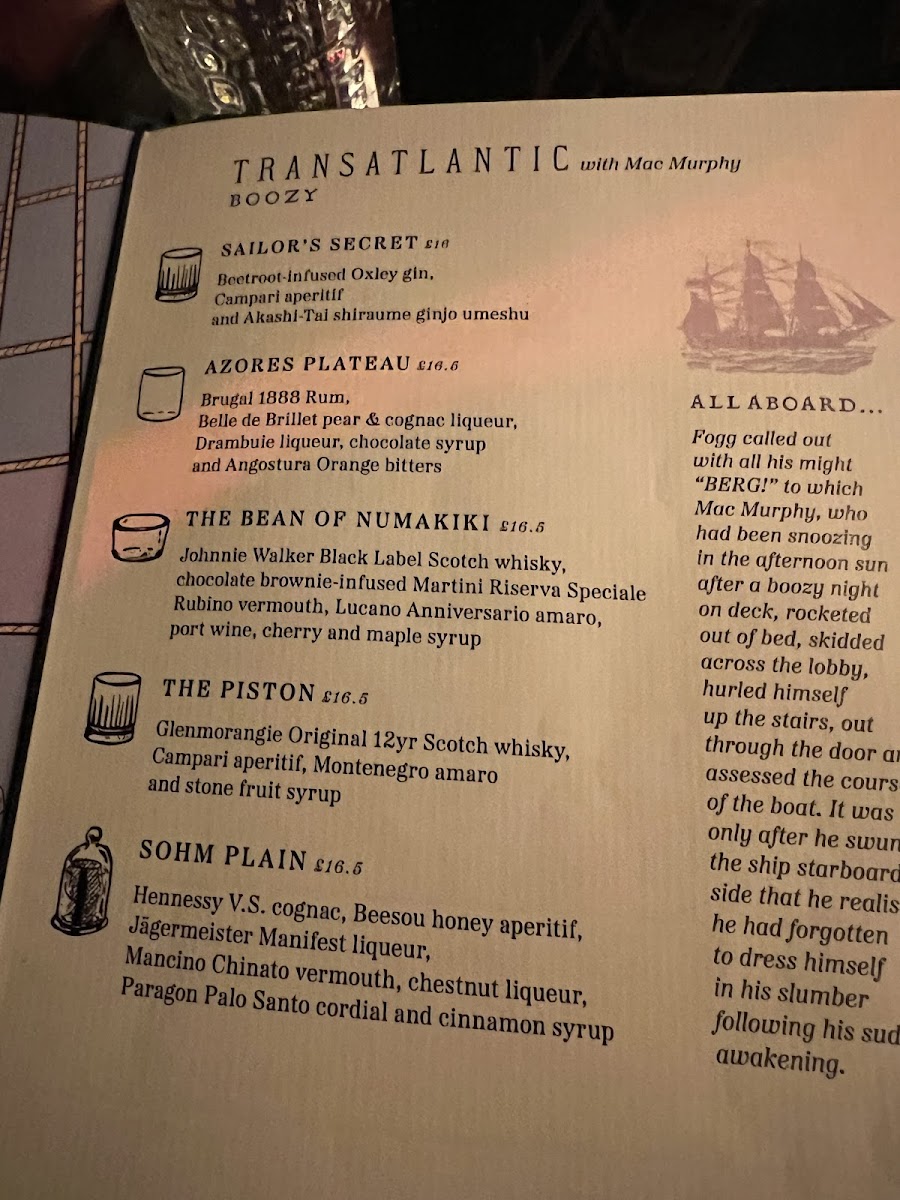 TRANSATLANTIC with Mac Murphy
BOOZY
SAILOR'S SECRET £16
Beetroot-infused Oxley gin,
Campari aperitif
and Akashi-Tai shiraume ginjo umeshu
AZORES PLATEAU £16.5
Brugal 1888 Rum,
Belle de Brillet pear & cognac liqueur,
Drambuie liqueur, chocolate syrup
and Angostura Orange bitters
THE BEAN OF NUMAKIKI £16.5
Johnnie Walker Black Label Scotch whisky,
chocolate brownie-infused Martini Riserva Speciale
Rubino vermouth, Lucano Anniversario amaro,
port wine, cherry and maple syrup
THE PISTON £16.5
Glenmorangie Original 12yr Scotch whisky,
Campari aperitif, Montenegro amaro
and stone fruit syrup
SOHM PLAIN £16.5
Hennessy V.S. cognac, Beesou honey aperitif,
Jägermeister Manifest liqueur,
Mancino Chinato vermouth, chestnut liqueur,
Paragon Palo Santo cordial and cinnamon syrup
ALL ABOARD...
Fogg called out
with all his might
“BERG!” to which
Mac Murphy, who
had been snoozing
in the afternoon sun
after a boozy night
on deck, rocketed
out of bed, skidded
across the lobby,
hurled himself
up the stairs, out
through the door
assessed the
of the boat. It was
only after he
the ship starboard
side that he
he had forgotten
to dress himself
in his slumber
following his
awakening.